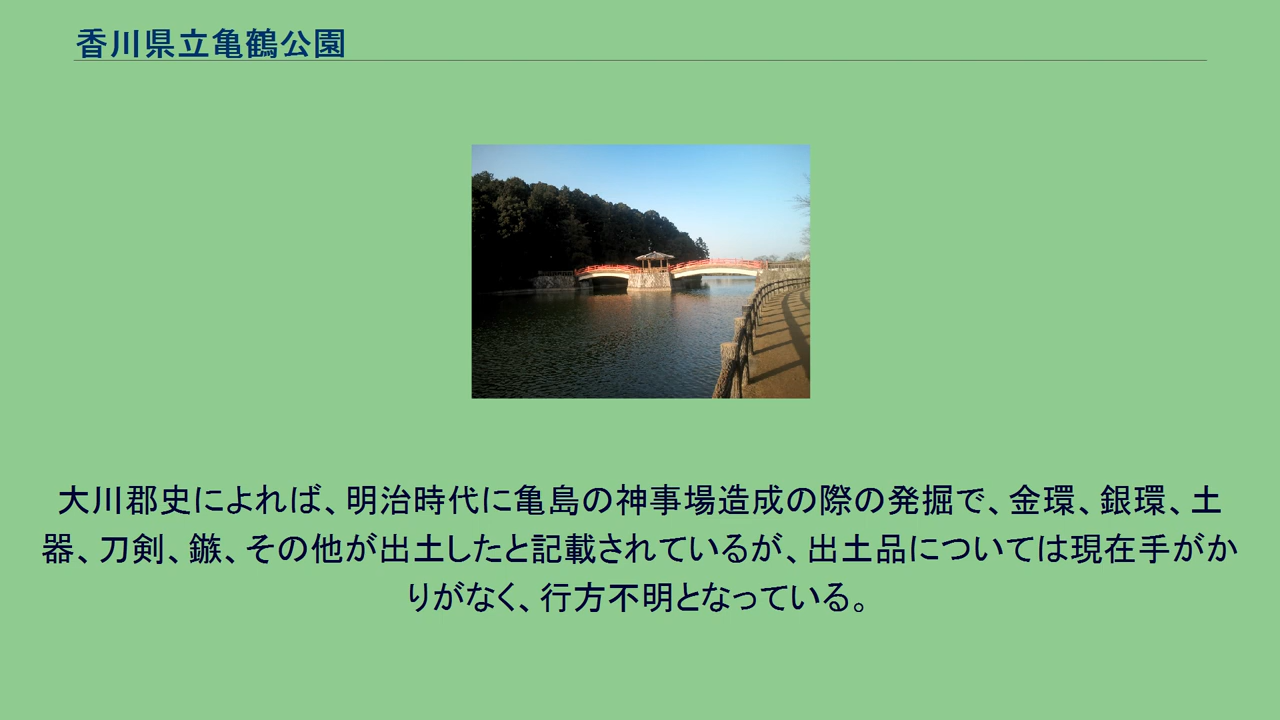 香川県立亀鶴公園
大川郡史によれば、明治時代に亀島の神事場造成の際の発掘で、金環、銀環、土
器、刀剣、鏃、その他が出土したと記載されているが、出土品については現在手がか
りがなく、行方不明となっている。